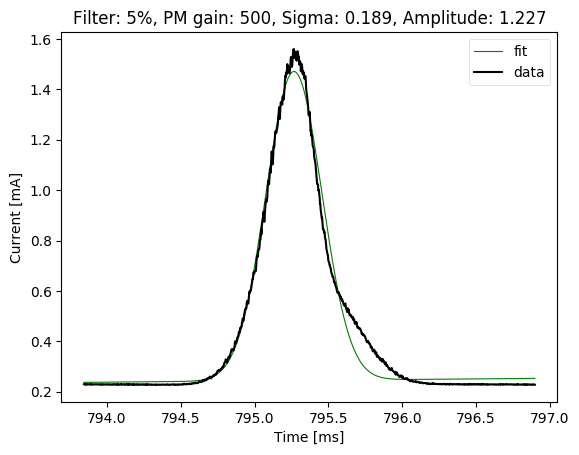 Filter: 5%, PM gain: 500, Sigma: 0.189, Amplitude: 1.227
fit
data
Current [mA]
1.6
1.4
1.2
1.0
0.8
0.6
0.4
0.2
794.0 794.5 795.0 795.5 796.0 796.5 797.0
Time [ms]